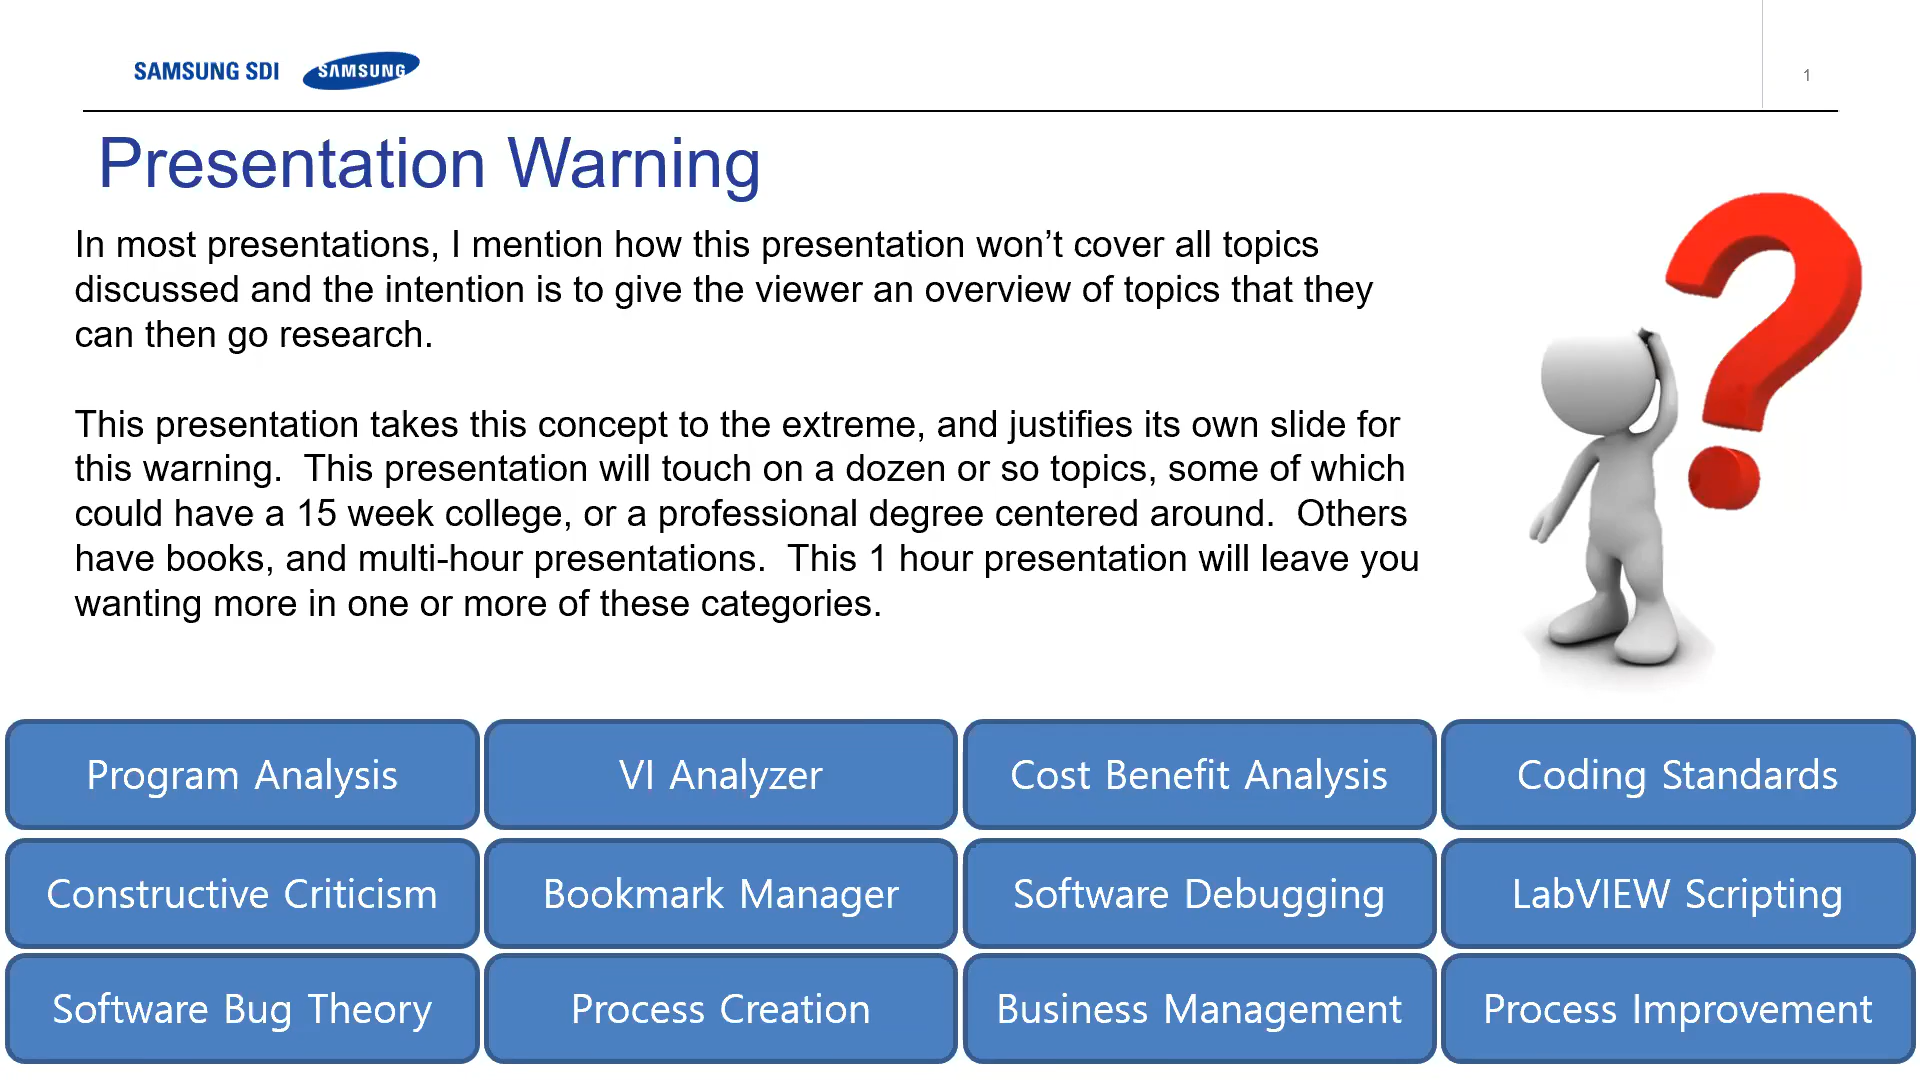 SAMSUNG SDI SAMSUNG
1
Presentation Warning
In most presentations, I mention how this presentation won’t cover all topics
discussed and the intention is to give the viewer an overview of topics that they
can then go research.
This presentation takes this concept to the extreme, and justifies its own slide for
this warning.  This presentation will touch on a dozen or so topics, some of which
could have a 15 week college, or a professional degree centered around.  Others
have books, and multi-hour presentations.  This 1 hour presentation will leave you
wanting more in one or more of these categories.
Program Analysis
VI Analyzer
Cost Benefit Analysis
Coding Standards
Constructive Criticism
Bookmark Manager
Software Debugging
LabVIEW Scripting
Software Bug Theory
Process Creation
Business Management
Process Improvement